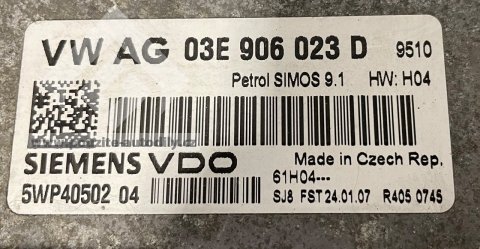 VW AG 03E 906 023 D 9510
Petrol SIMOS 9.1 HW: H04
SIEMENS VDO
Made in Czech Rep.
61H04---
5WP40502 04
SJ8 FST 24.01.07 R405 0745